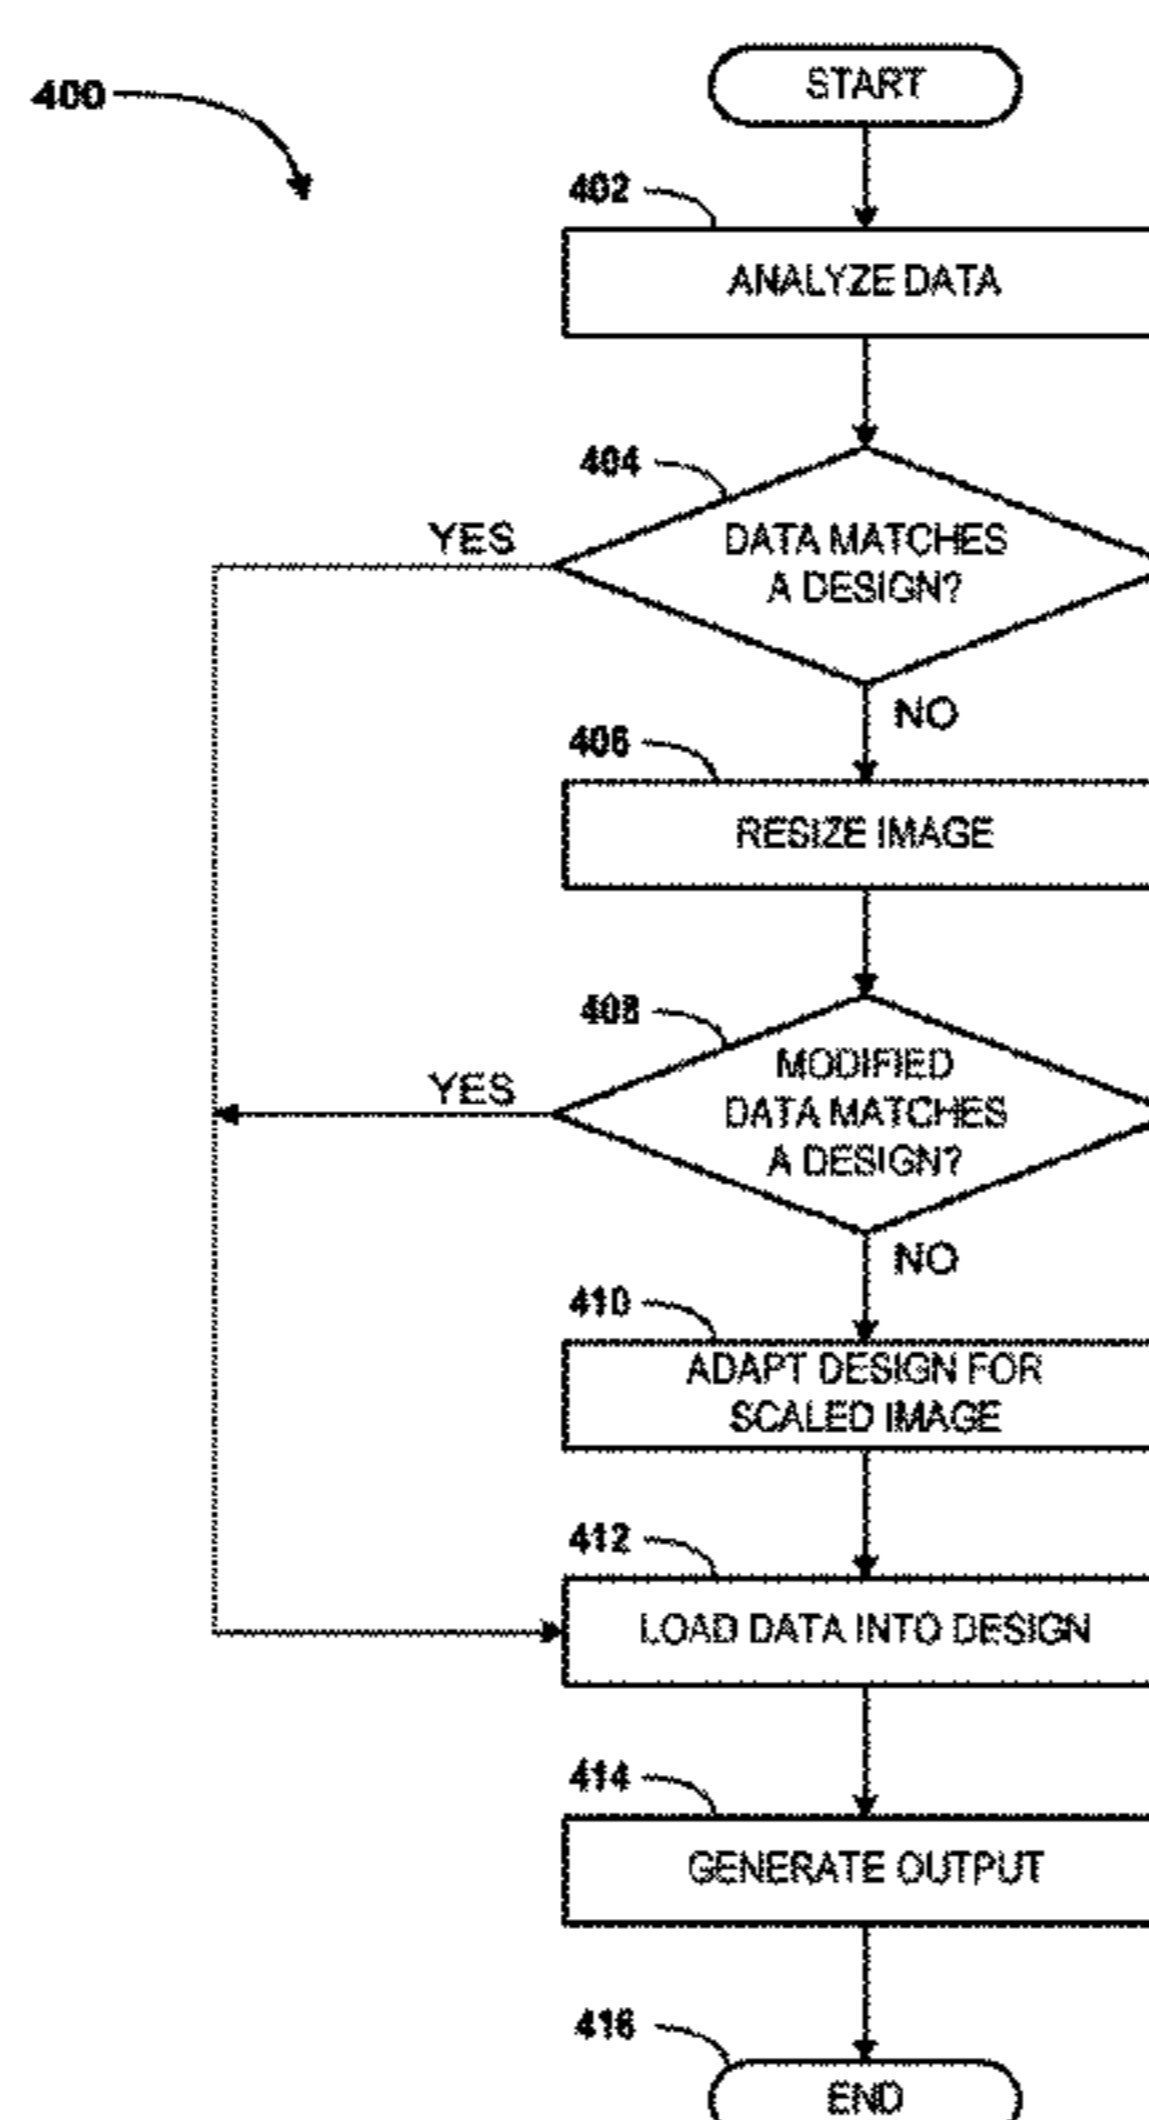 400
START
402
ANALYZE DATA
404
YES
DATA MATCHES
A DESIGN?
NO
406
RESIZE IMAGE
408
YES
MODIFIED
DATA MATCHES
A DESIGN?
NO
410
ADAPT DESIGN FOR
SCALED IMAGE
412
LOAD DATA INTO DESIGN
414
GENERATE OUTPUT
416
END